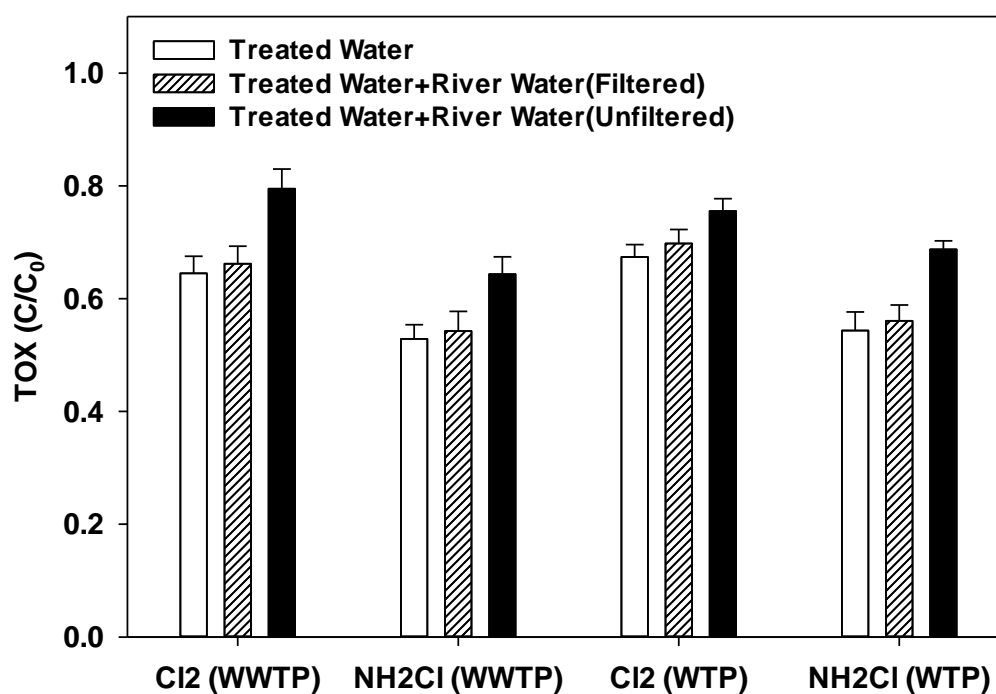 Treated Water
Treated Water+River Water(Filtered)
Treated Water+River Water(Unfiltered)
TOX (C/C₀)
1.0
0.8
0.6
0.4
0.2
0.0
Cl2 (WWTP) NH2Cl (WWTP) Cl2 (WTP) NH2Cl (WTP)